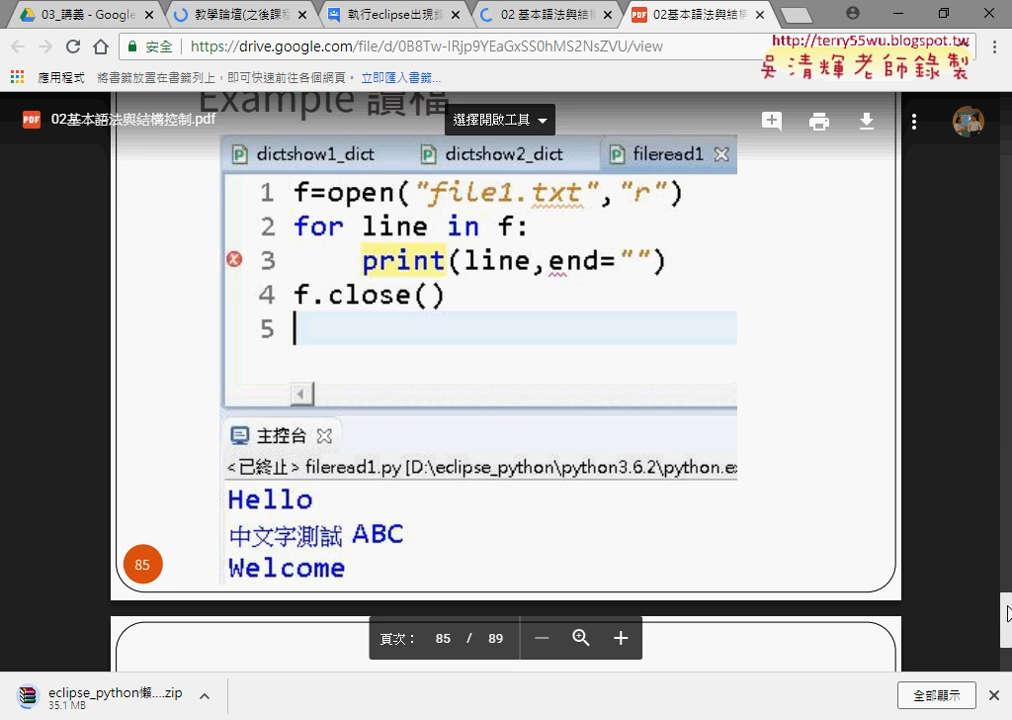 03_講義 - Google
教學論壇(之後課程
執行eclipse出現錯
02 基本語法與結構
02基本語法與結構
安全 https://drive.google.com/file/d/0B8Tw-IRjp9YEaGxSS0hMS2NsZVU/view
http://terry55wu.blogspot.tw
吳清輝老師錄製
應用程式 將書籤放置在書籤列上，即可快速前往各個網頁。 立即匯入書籤...
Example 讀檔
PDF 02基本語法與結構控制.pdf
選擇開啟工具
dictshow1_dict dictshow2_dict fileread1
1 f=open("file1.txt","r")
2 for line in f:
3 print(line,end="")
4 f.close()
5
主控台
<已終止> fileread1.py [D:\eclipse_python\python3.6.2\python.ex
Hello
中文字測試 ABC
Welcome
85
頁次： 85 / 89
eclipse_python懶....zip
35.1 MB
全部顯示